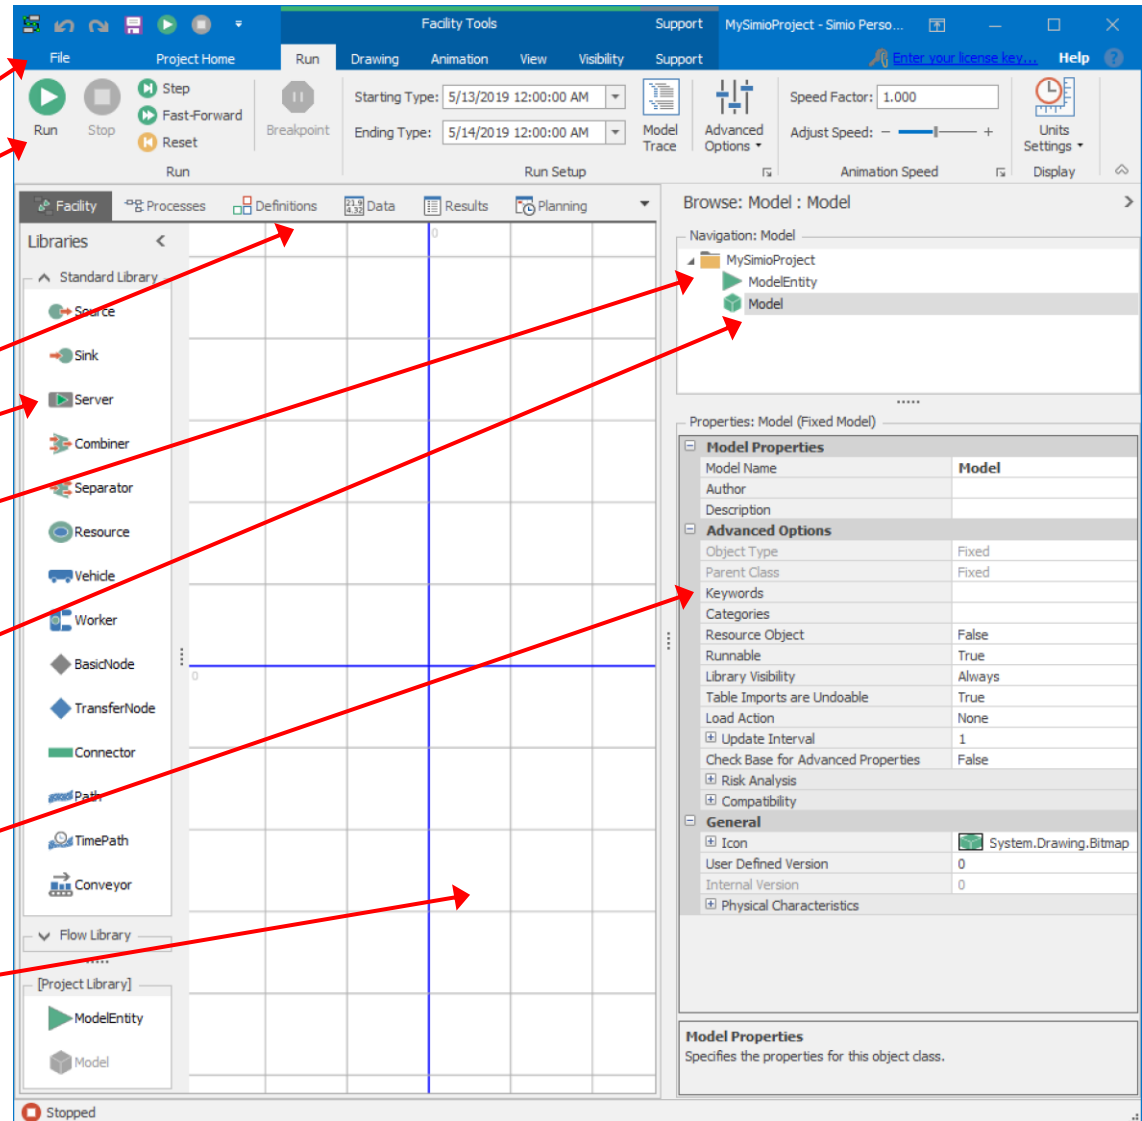 Facility Tools Support MySimioProject - Simio Perso...
File Project Home Run Drawing Animation View Visibility Support Enter your license key... Help
Run
Stop
Step
Fast-Forward
Reset
Breakpoint
Starting Type: 5/13/2019 12:00:00 AM
Ending Type: 5/14/2019 12:00:00 AM
Model
Trace
Advanced
Options
Speed Factor: 1.000
Adjust Speed: - +
Units
Settings
Run Run Setup Animation Speed Display
Facility Processes Definitions 21.9 4.32 Data Results Planning
Libraries
Standard Library
Source
Sink
Server
Combiner
Separator
Resource
Vehicle
Worker
BasicNode
TransferNode
Connector
Path
TimePath
Conveyor
Flow Library
[Project Library]
ModelEntity
Model
0
0
Browse: Model : Model
Navigation: Model
MySimioProject
ModelEntity
Model
Properties: Model (Fixed Model)
Model Properties
Model Name Model
Author
Description
Advanced Options
Object Type Fixed
Parent Class Fixed
Keywords
Categories
Resource Object False
Runnable True
Library Visibility Always
Table Imports are Undoable True
Load Action None
Update Interval 1
Check Base for Advanced Properties False
Risk Analysis
Compatibility
General
Icon System.Drawing.Bitmap
User Defined Version 0
Internal Version 0
Physical Characteristics
Model Properties
Specifies the properties for this object class.
Stopped